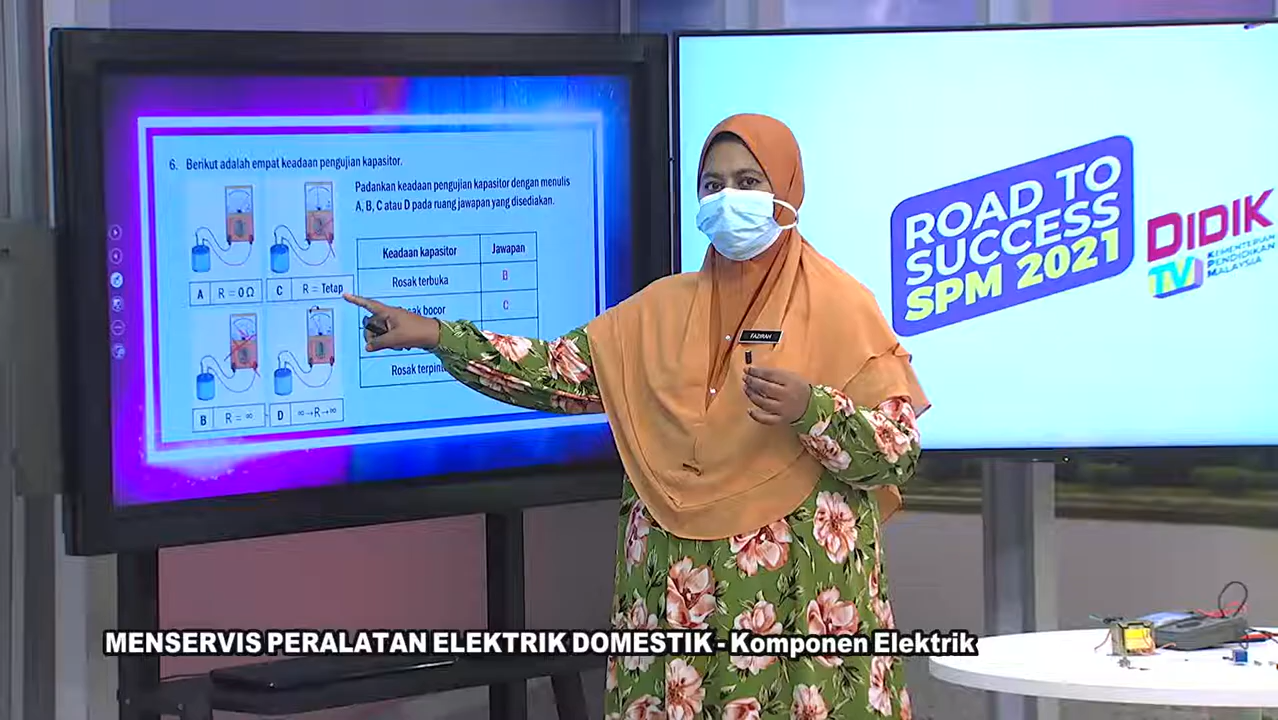 6. Berikut adalah empat keadaan pengujian kapasitor.
Padankan keadaan pengujian kapasitor dengan menulis
A, B, C atau D pada ruang jawapan yang disediakan.
Keadaan kapasitor Jawapan
Rosak terbuka B
bocor C
Rosak
A R = 0 Ω C R = Tetap
B R = ∞ D ∞→R→∞
ROAD TO
SUCCESS
SPM 2021
DIDIK
TV
KEMENTERIAN
PENDIDIKAN
MALAYSIA
FAZIRAH
MENSERVIS PERALATAN ELEKTRIK DOMESTIK - Komponen Elektrik